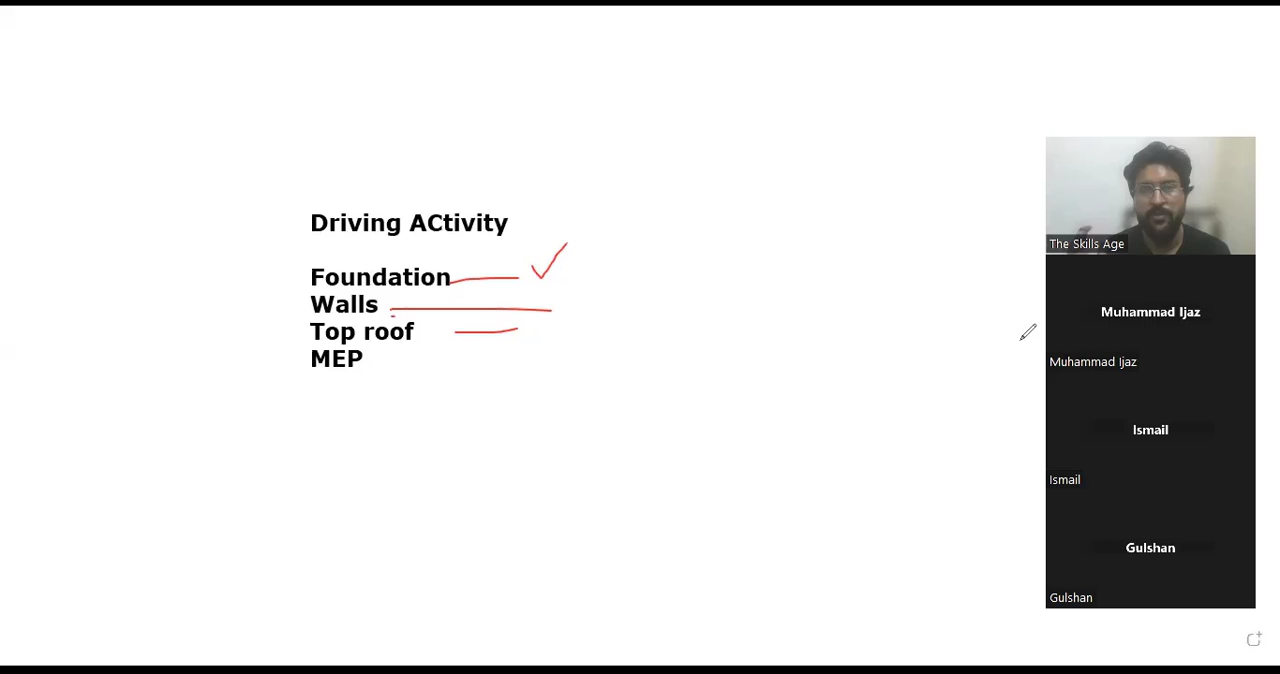 Driving ACtivity
Foundation
Walls
Top roof
MEP
The Skills Age
Muhammad Ijaz
Muhammad Ijaz
Ismail
Ismail
Gulshan
Gulshan